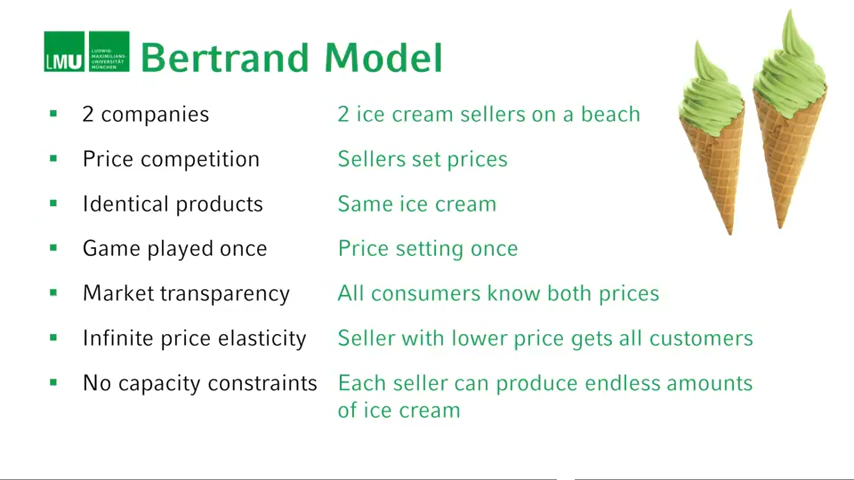 LMU
LUDWIG-
MAXIMILIANS-
UNIVERSITÄT
MÜNCHEN
Bertrand Model
▪ 2 companies 2 ice cream sellers on a beach
▪ Price competition Sellers set prices
▪ Identical products Same ice cream
▪ Game played once Price setting once
▪ Market transparency All consumers know both prices
▪ Infinite price elasticity Seller with lower price gets all customers
▪ No capacity constraints Each seller can produce endless amounts
of ice cream